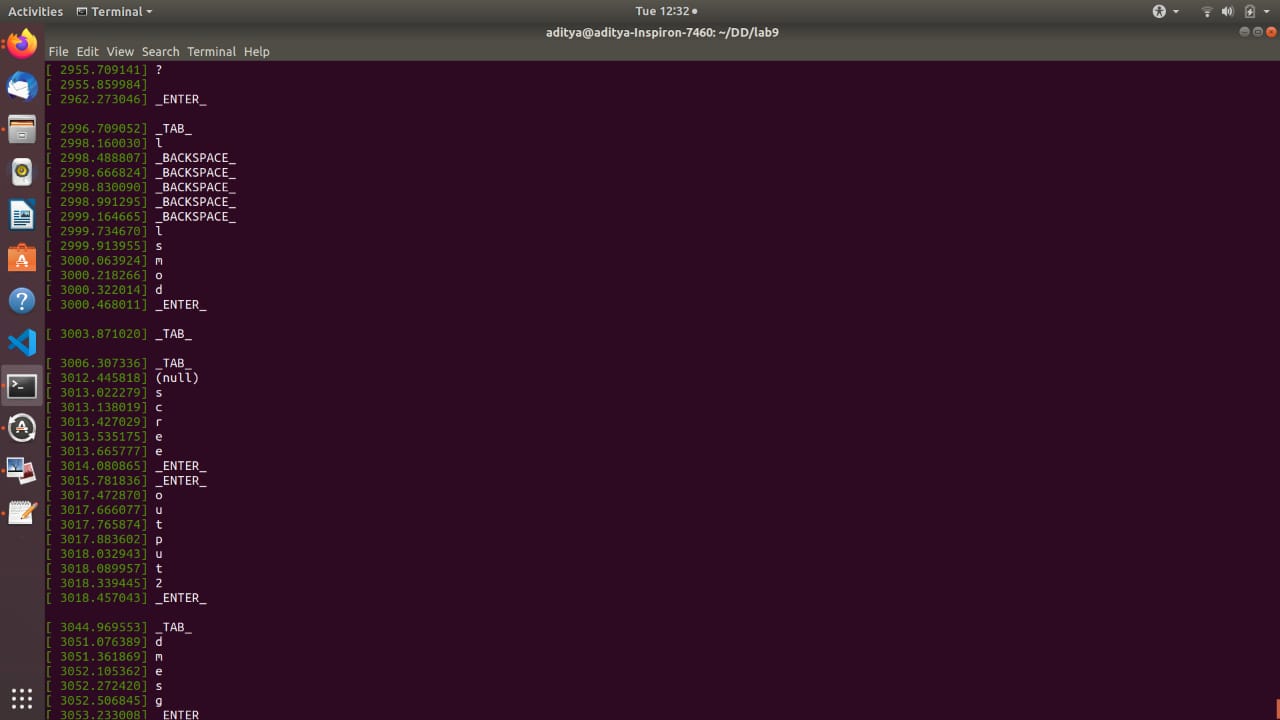 Activities Terminal Tue 12:32
aditya@aditya-Inspiron-7460: ~/DD/lab9
File Edit View Search Terminal Help
[ 2955.709141] ?
[ 2955.859984]
[ 2962.273046] _ENTER_
[ 2996.709052] _TAB_
[ 2998.160030] l
[ 2998.488807] _BACKSPACE_
[ 2998.666824] _BACKSPACE_
[ 2998.830090] _BACKSPACE_
[ 2998.991295] _BACKSPACE_
[ 2999.164665] _BACKSPACE_
[ 2999.734670] l
[ 2999.913955] s
[ 3000.063924] m
[ 3000.218266] o
[ 3000.322014] d
[ 3000.468011] _ENTER_
[ 3003.871020] _TAB_
[ 3006.307336] _TAB_
[ 3012.445818] (null)
[ 3013.022279] s
[ 3013.138019] c
[ 3013.427029] r
[ 3013.535175] e
[ 3013.665777] e
[ 3014.080865] _ENTER_
[ 3015.781836] _ENTER_
[ 3017.472870] o
[ 3017.666077] u
[ 3017.765874] t
[ 3017.883602] p
[ 3018.032943] u
[ 3018.089957] t
[ 3018.339445] 2
[ 3018.457043] _ENTER_
[ 3044.969553] _TAB_
[ 3051.076389] d
[ 3051.361869] m
[ 3052.105362] e
[ 3052.272420] s
[ 3052.506845] g
[ 3053.233008] _ENTER_